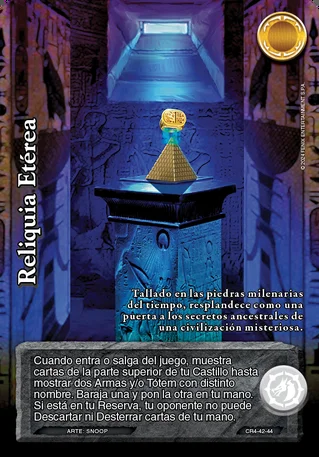 © 2024 FENIX ENTERTAINMENT S.P.A.
Reliquia Etérea
Tallado en las piedras milenarias
del tiempo, resplandece como una
puerta a los secretos ancestrales de
una civilización misteriosa.
Cuando entra o salga del juego, muestra
cartas de la parte superior de tu Castillo hasta
mostrar dos Armas y/o Tótem con distinto
nombre. Baraja una y pon la otra en tu mano.
Si está en tu Reserva, tu oponente no puede
Descartar ni Desterrar cartas de tu mano.
ARTE: SNOOP
CR4-42-44